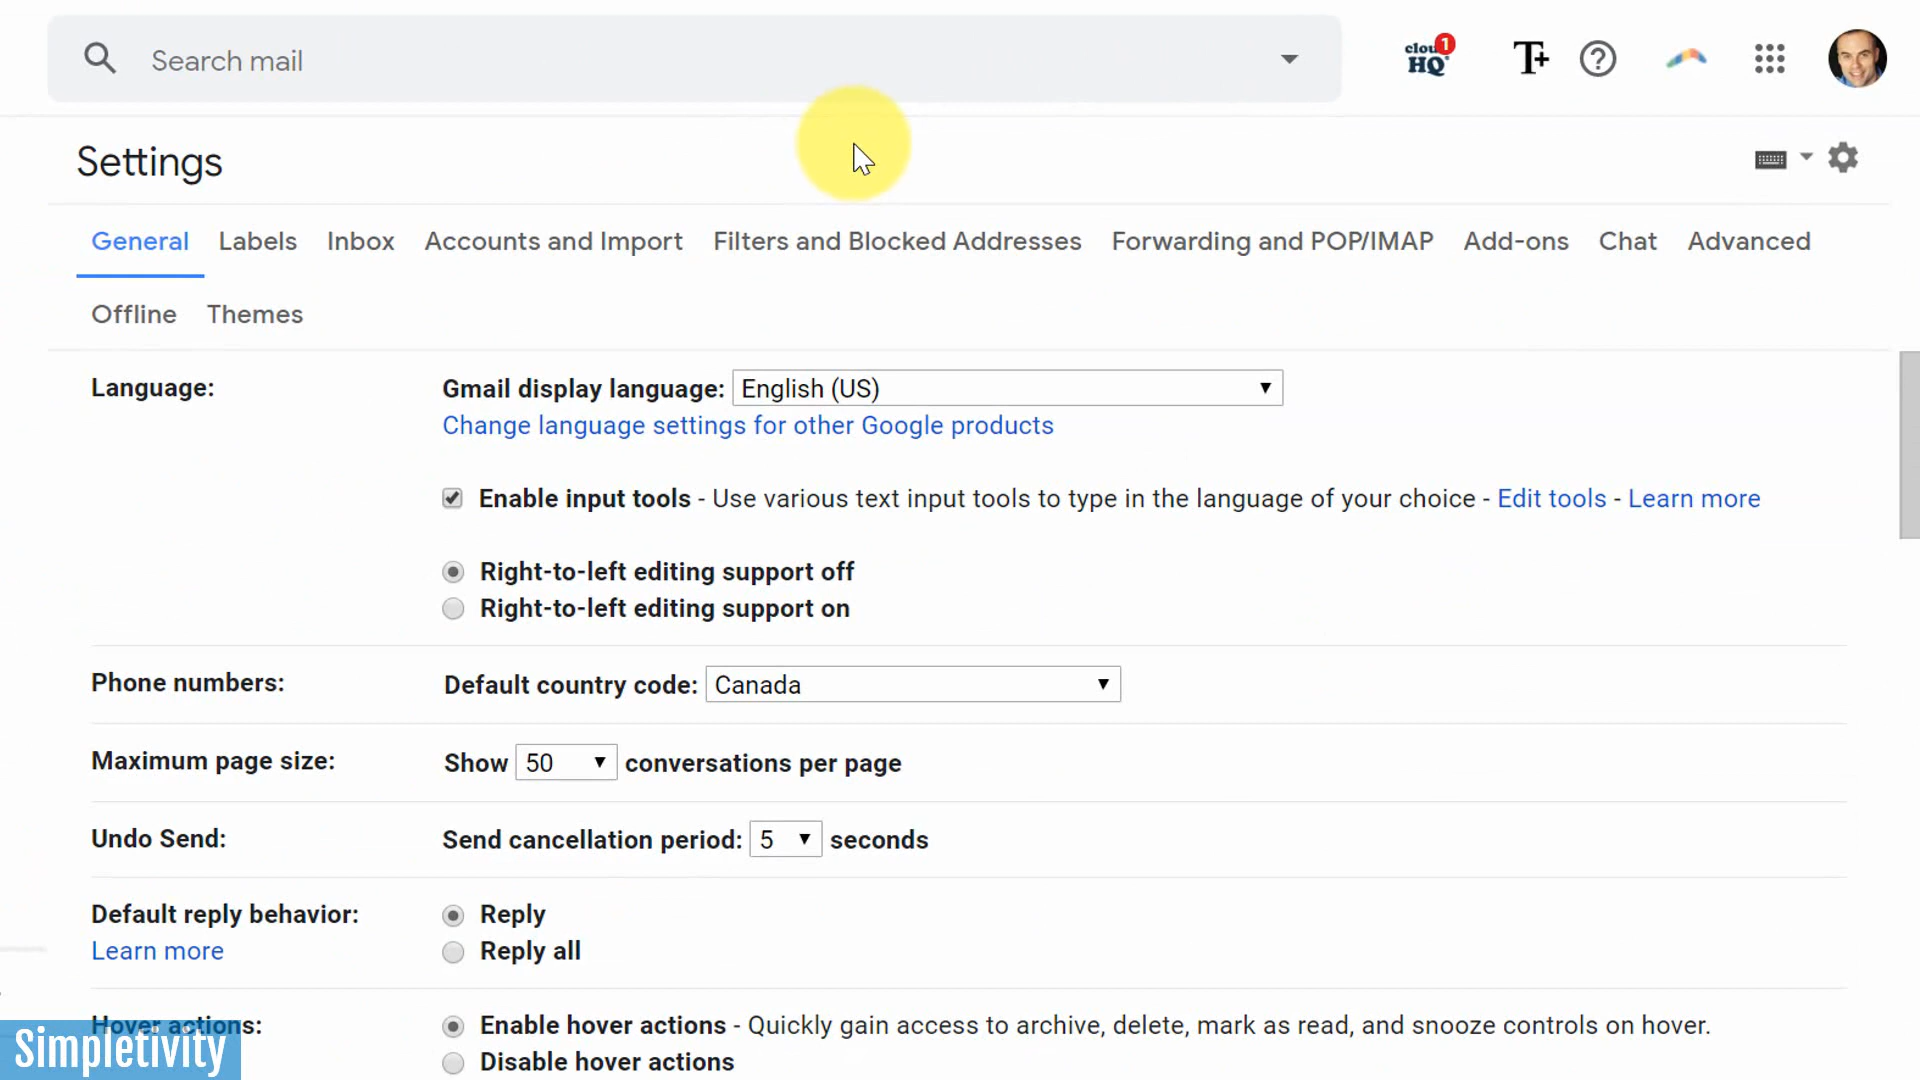 Search mail
clouHQ 1
T+
Settings
General Labels Inbox Accounts and Import Filters and Blocked Addresses Forwarding and POP/IMAP Add-ons Chat Advanced
Offline Themes
Language: Gmail display language: English (US)
Change language settings for other Google products
Enable input tools - Use various text input tools to type in the language of your choice - Edit tools - Learn more
Right-to-left editing support off
Right-to-left editing support on
Phone numbers: Default country code: Canada
Maximum page size: Show 50 conversations per page
Undo Send: Send cancellation period: 5 seconds
Default reply behavior: Reply
Learn more Reply all
Hover actions: Enable hover actions - Quickly gain access to archive, delete, mark as read, and snooze controls on hover.
Disable hover actions
Simpletivity